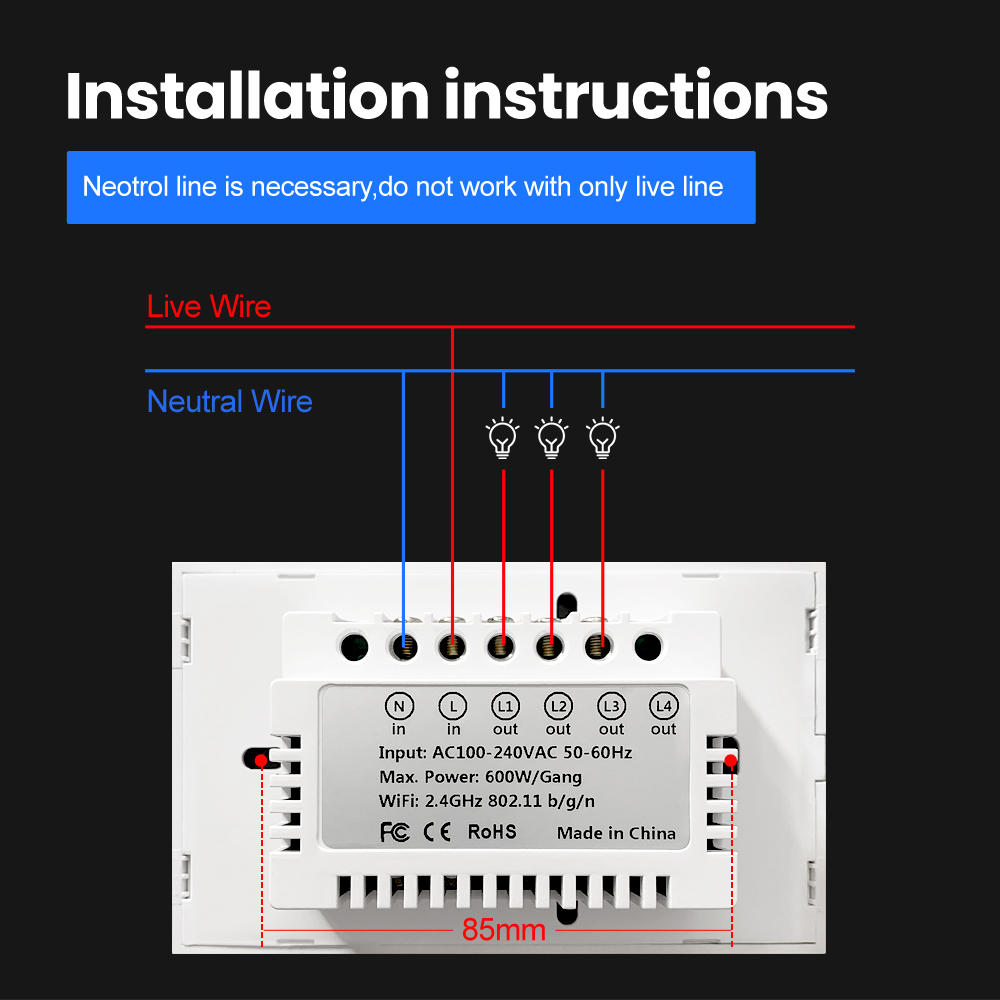 Installation instructions
Neotrol line is necessary,do not work with only live line
Live Wire
Neutral Wire
N L L1 L2 L3 L4
in in out out out out
Input: AC100-240VAC 50-60Hz
Max. Power: 600W/Gang
WiFi: 2.4GHz 802.11 b/g/n
FC CE RoHS Made in China
85mm